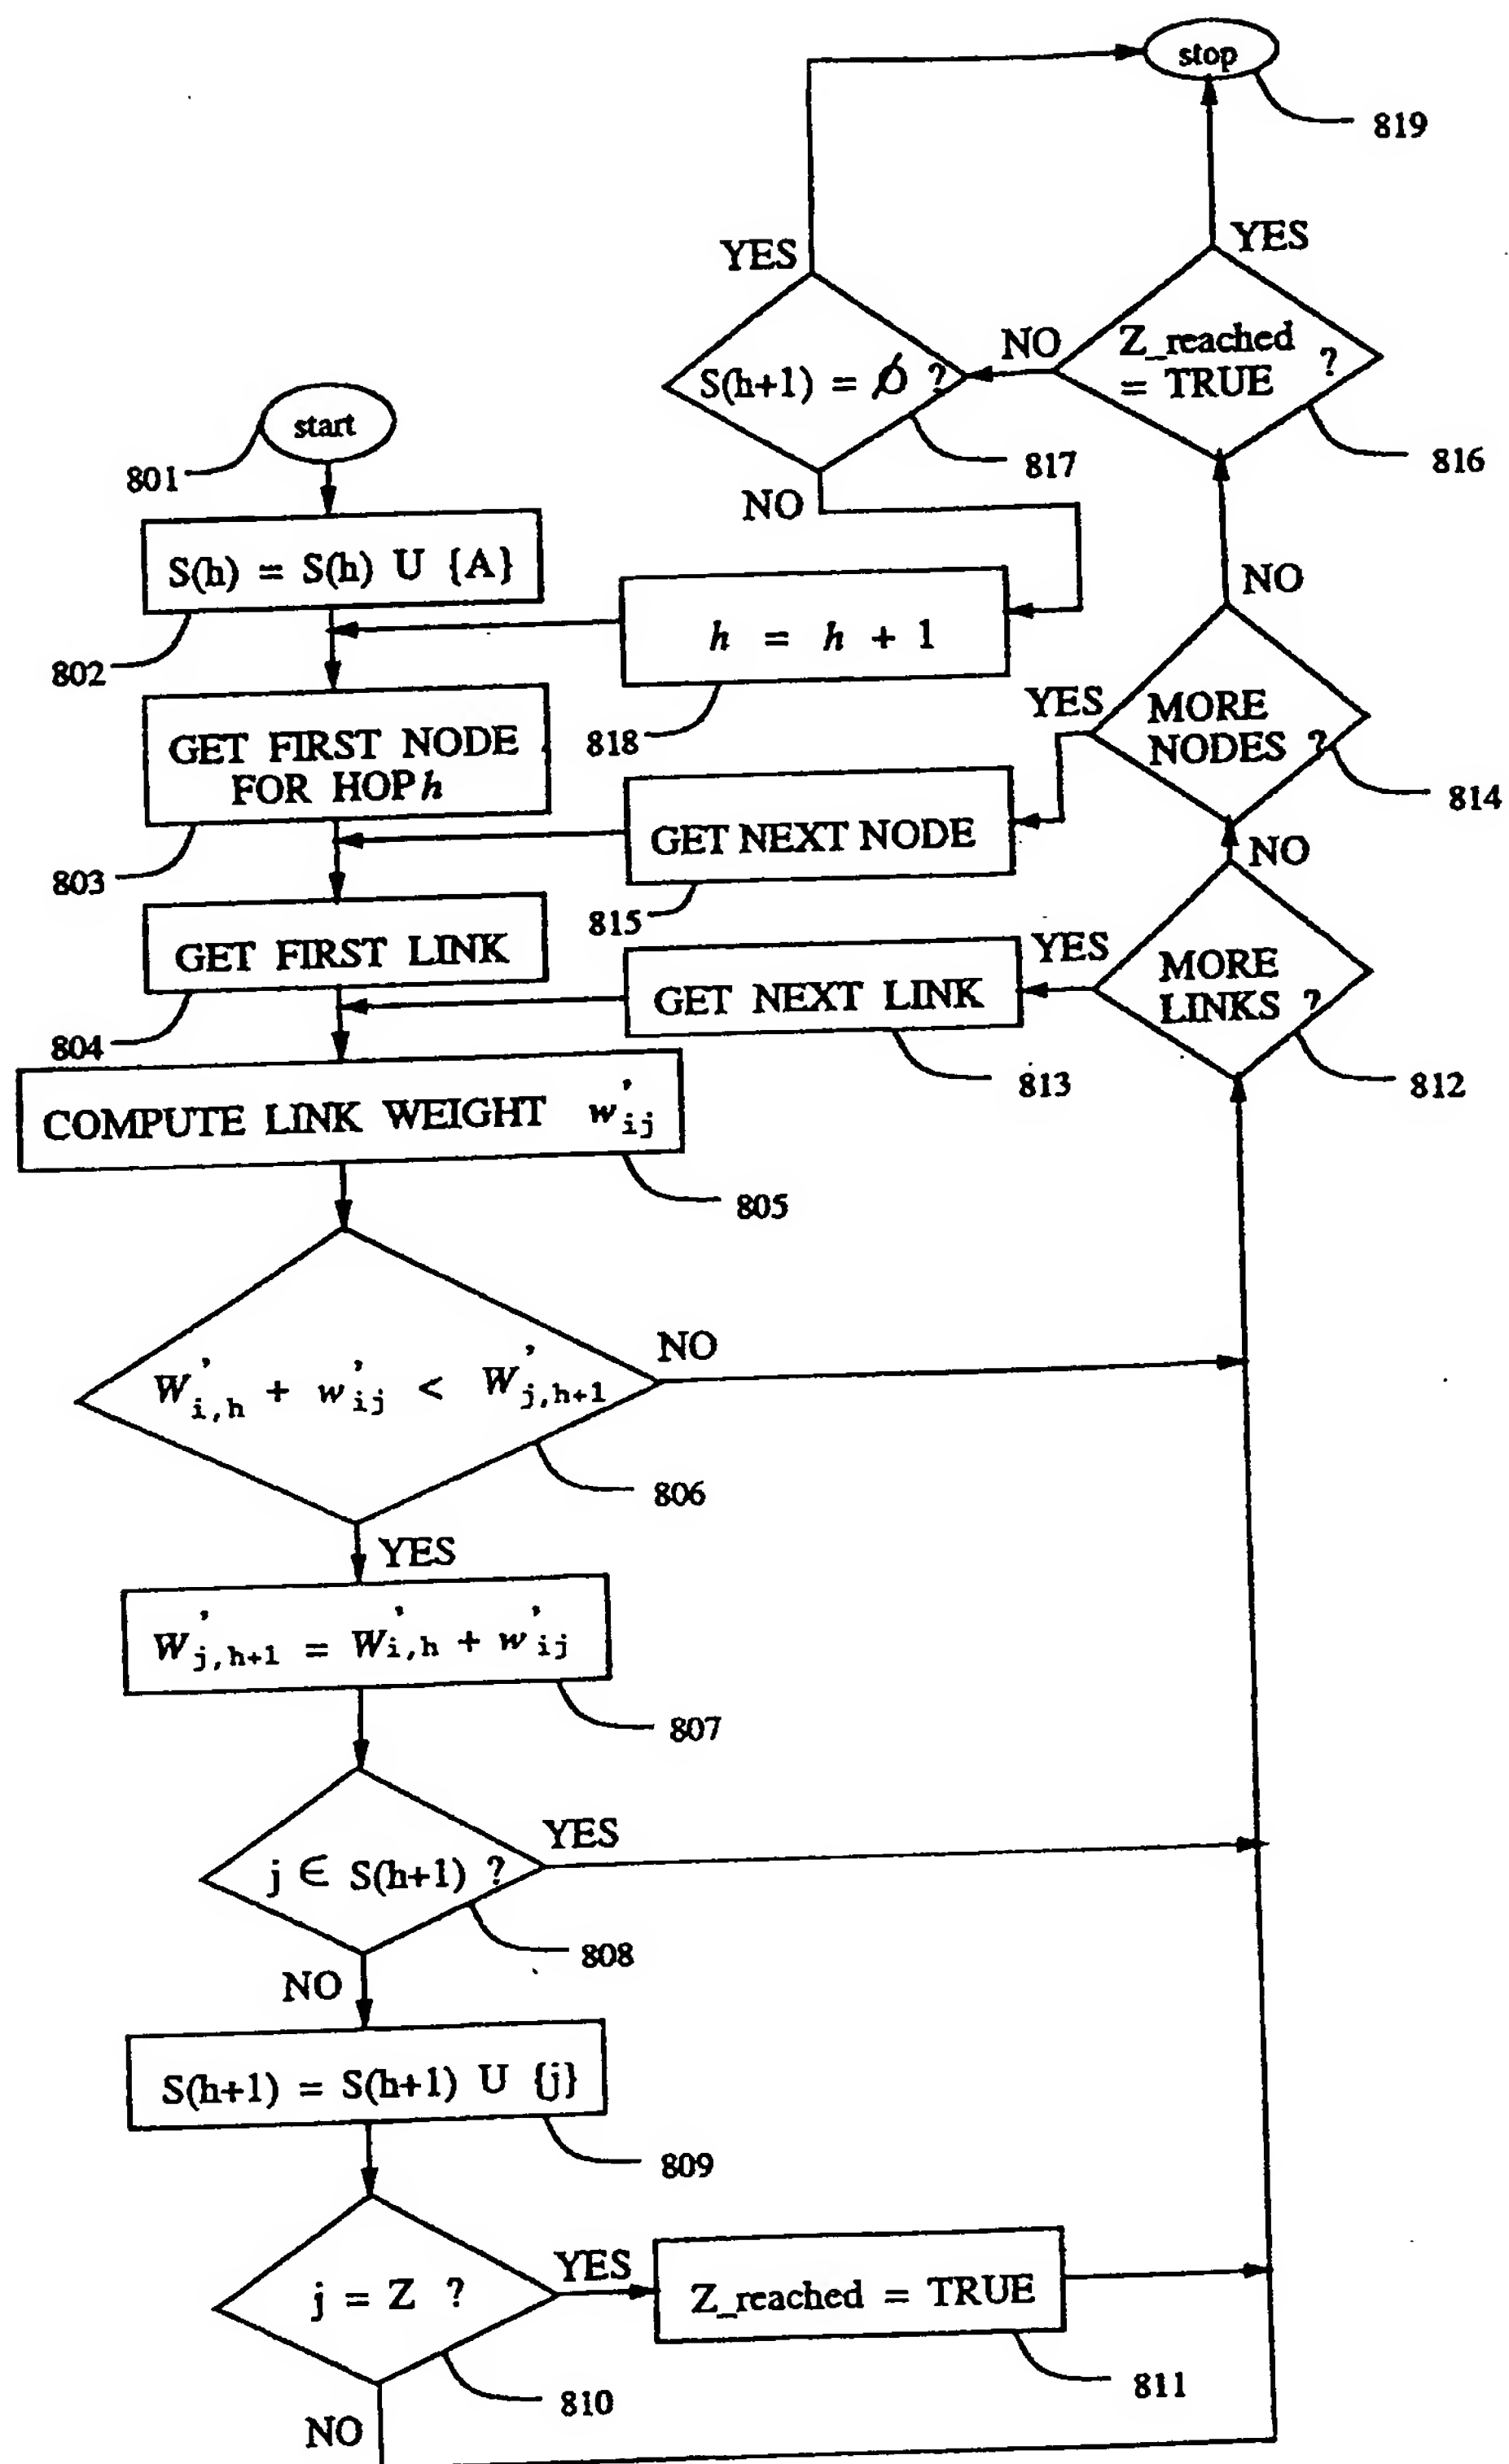 stop
819
YES
YES
Z_reached
= TRUE ?
NO
S(h+1) = ∅ ?
816
817
NO
start
801
S(h) = S(h) U {A}
802
h = h + 1
818
NO
GET FIRST NODE
FOR HOP h
803
YES
MORE
NODES ?
814
GET NEXT NODE
815
NO
GET FIRST LINK
804
GET NEXT LINK
813
YES
MORE
LINKS ?
812
COMPUTE LINK WEIGHT w'ij
805
W'i,h + w'ij < W'j,h+1
NO
806
YES
W'j,h+1 = W'i,h + w'ij
807
j ∈ S(h+1) ?
YES
808
NO
S(h+1) = S(h+1) U {j}
809
j = Z ?
YES
Z_reached = TRUE
811
810
NO